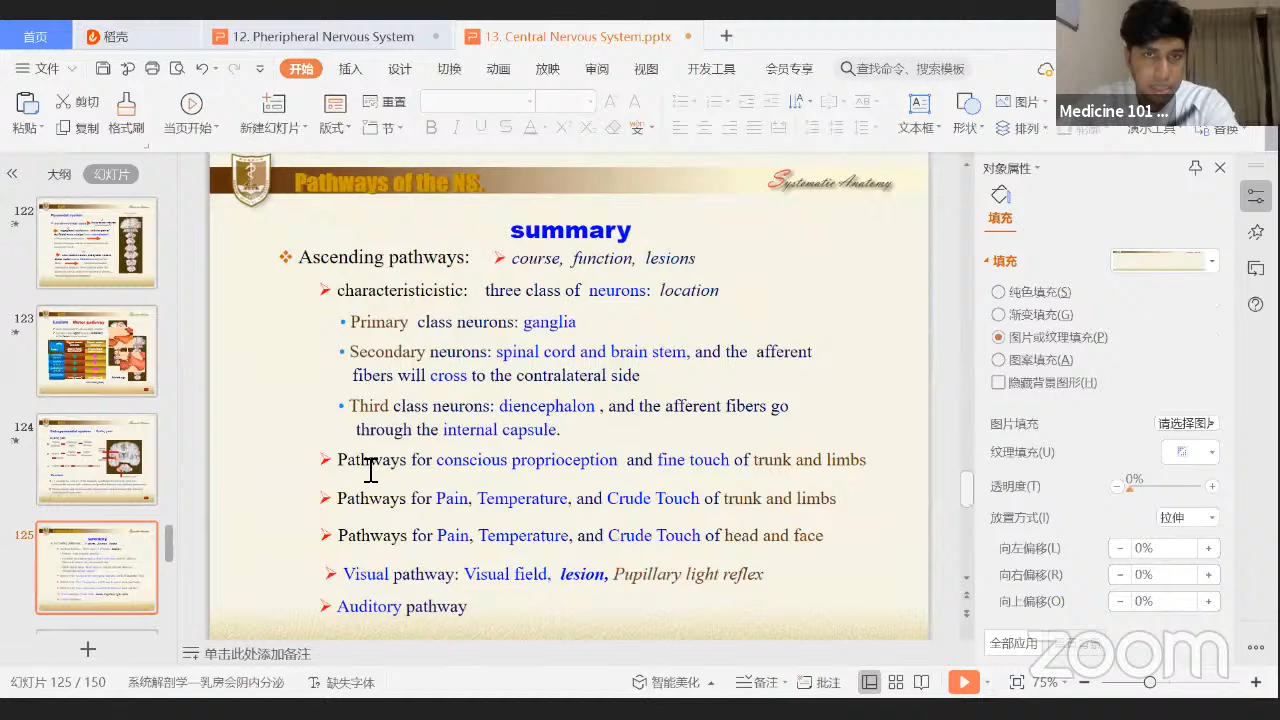 首页
稻壳
12. Pheripheral Nervous System
13. Central Nervous System.pptx
文件
开始 插入 设计 切换 动画 放映 审阅 视图 开发工具 会员专享 查找命令、搜索模板
粘贴 剪切 复制 格式刷 当页开始 新建幻灯片 版式 重置 节 文本框 形状 图片 排列 演示工具 替换
Medicine 101 ...
大纲 幻灯片
122
123
124
125
Pathways of the NS.
Systematic Anatomy
summary
Ascending pathways: course, function, lesions
characteristicistic: three class of neurons: location
Primary class neurons: ganglia
Secondary neurons: spinal cord and brain stem, and the afferent
fibers will cross to the contralateral side
Third class neurons: diencephalon , and the afferent fibers go
through the internal capsule.
Pathways for conscious proprioception and fine touch of trunk and limbs
Pathways for Pain, Temperature, and Crude Touch of trunk and limbs
Pathways for Pain, Temperature, and Crude Touch of head and face
Visual pathway: Visual field, lesion, Pupillary light reflex
Auditory pathway
对象属性
填充
填充
纯色填充(S)
渐变填充(G)
图片或纹理填充(P)
图案填充(A)
隐藏背景图形(H)
图片填充 请选择图片
纹理填充(U)
透明度(T) 0%
放置方式(I) 拉伸
向左偏移(L) 0%
向右偏移(R) 0%
向上偏移(O) 0%
全部应用
zoom
单击此处添加备注
幻灯片 125 / 150 系统解剖学—乳房会阴内分泌 缺失字体 智能美化 备注 批注 75%